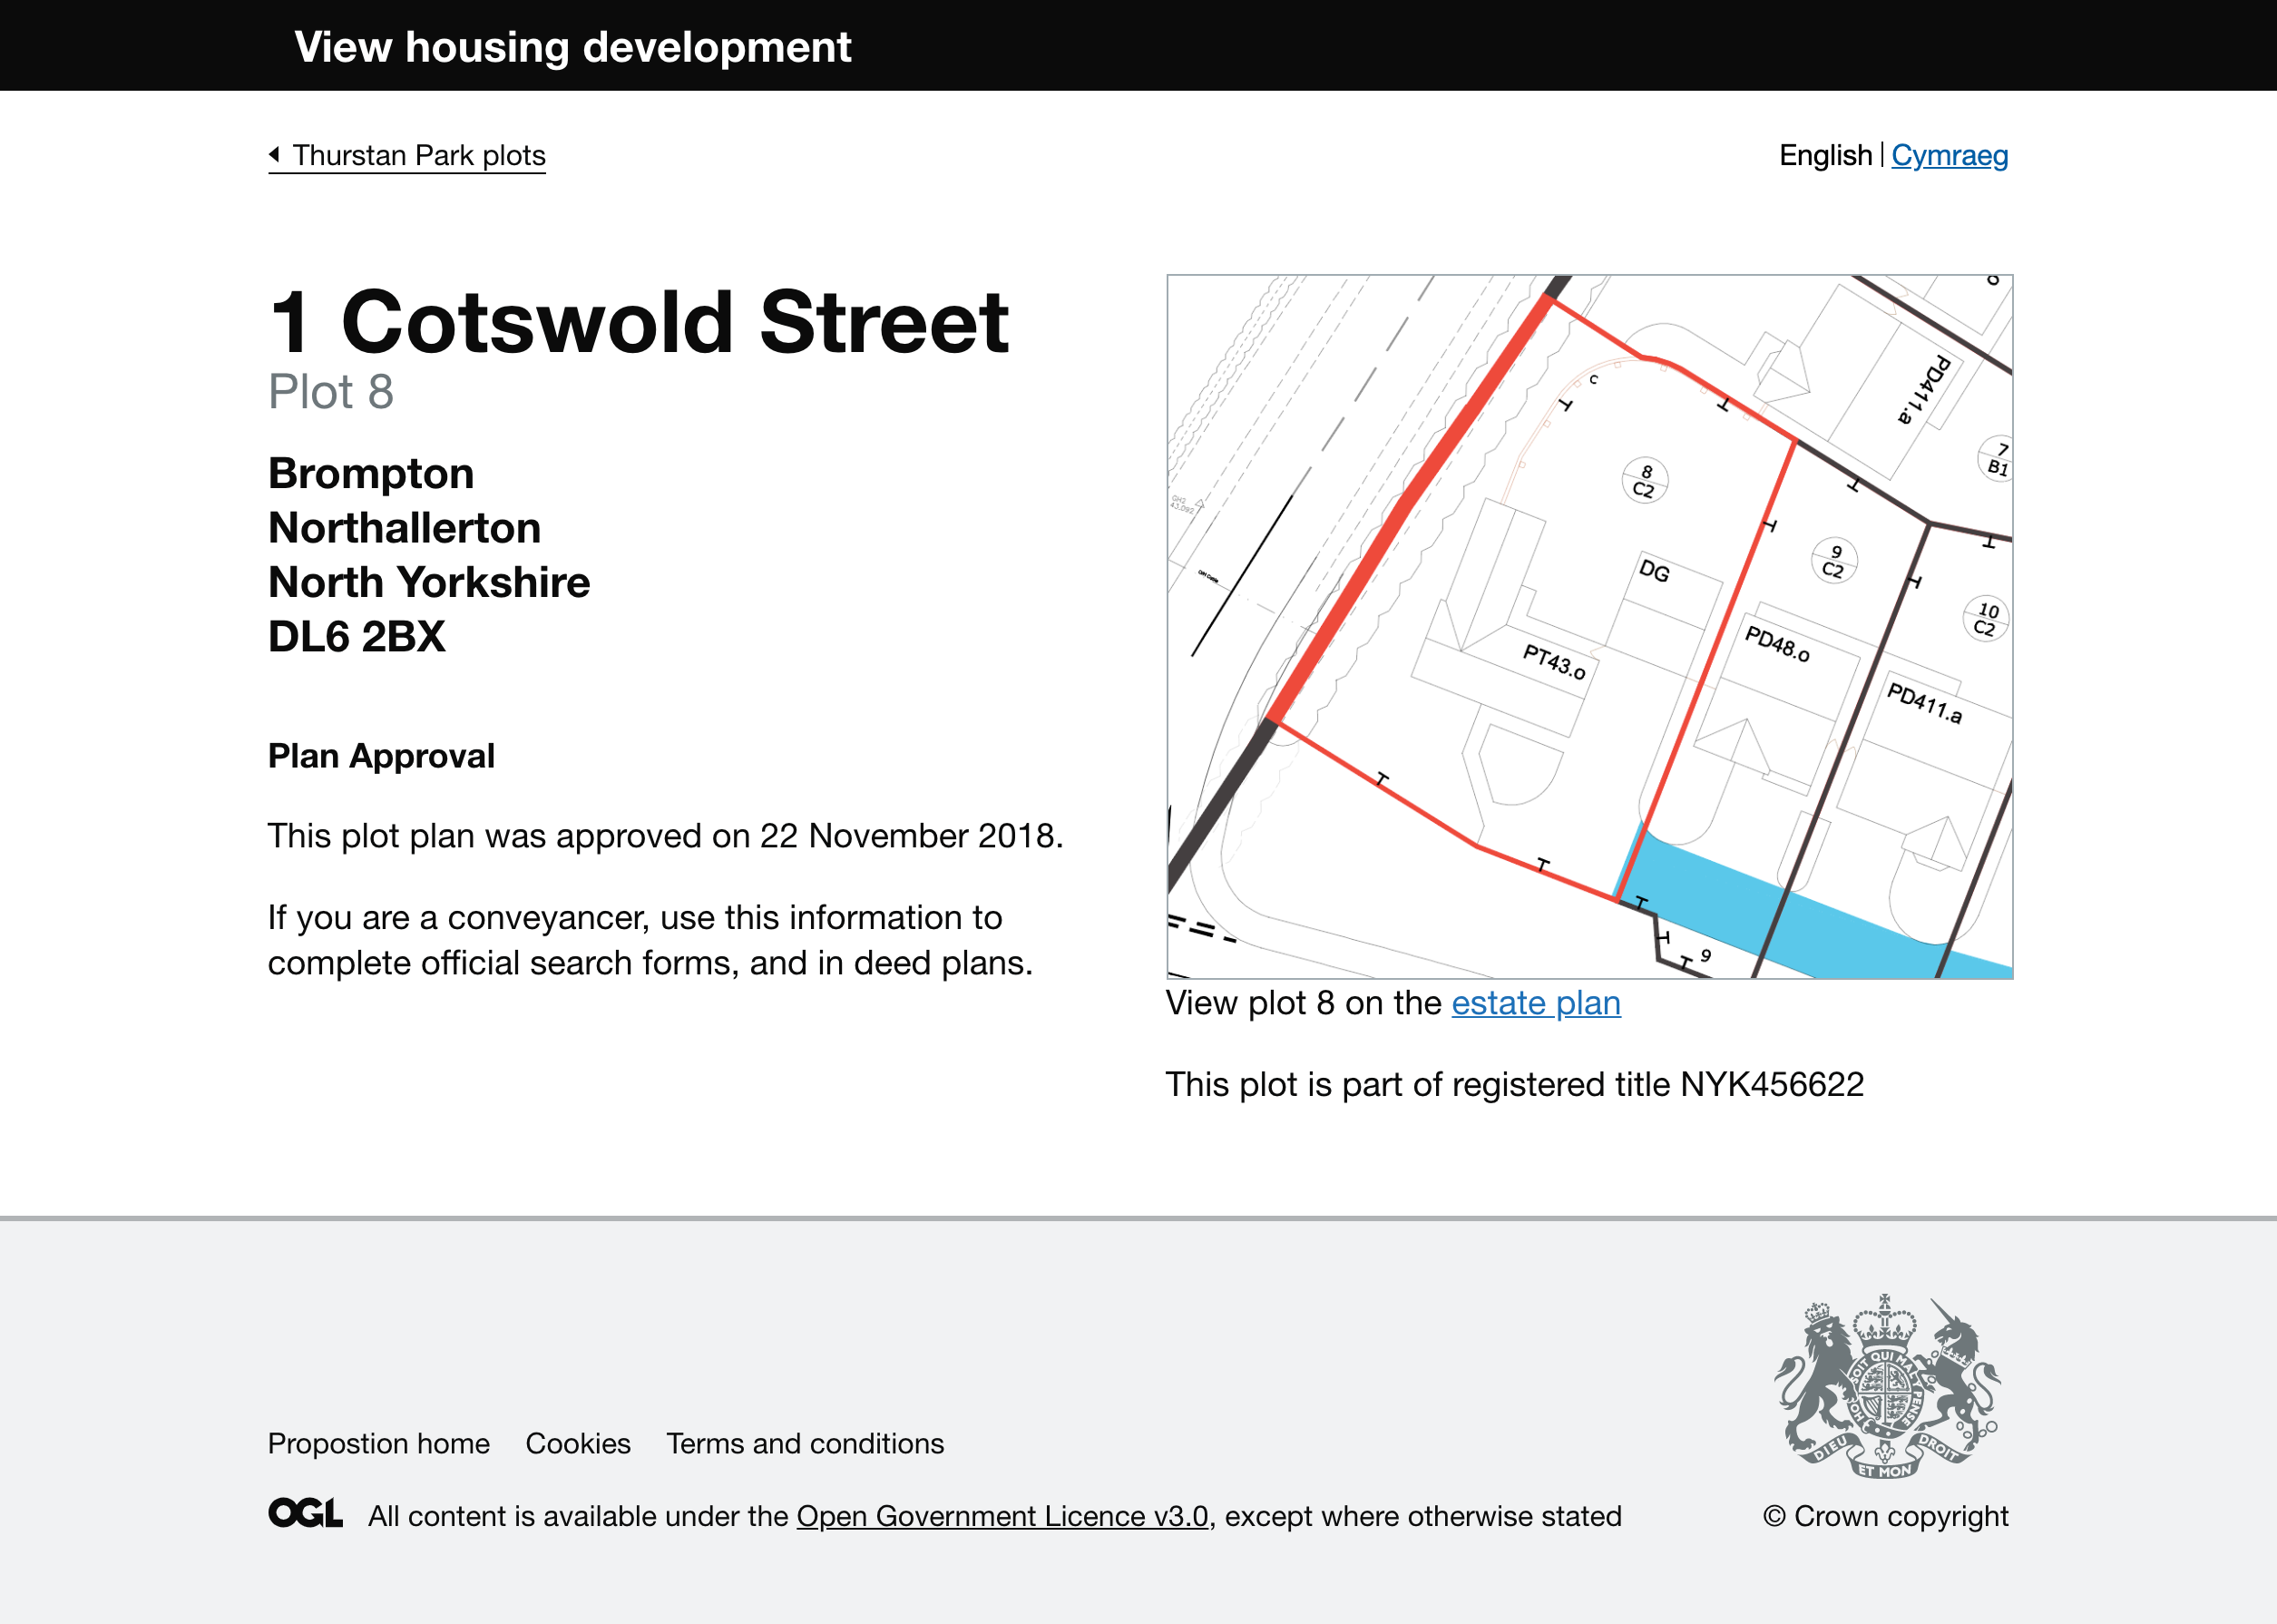 View housing development
Thurstan Park plots
English | Cymraeg
1 Cotswold Street
Plot 8
Brompton
Northallerton
North Yorkshire
DL6 2BX
Plan Approval
This plot plan was approved on 22 November 2018.
If you are a conveyancer, use this information to
complete official search forms, and in deed plans.
PD411.a
7
B1
c
8
C2
9
C2
10
C2
DG
PT43.o
PD48.o
PD411.a
9
View plot 8 on the estate plan
This plot is part of registered title NYK456622
Propostion home Cookies Terms and conditions
DIEU ET MON DROIT
OGL All content is available under the Open Government Licence v3.0, except where otherwise stated
© Crown copyright